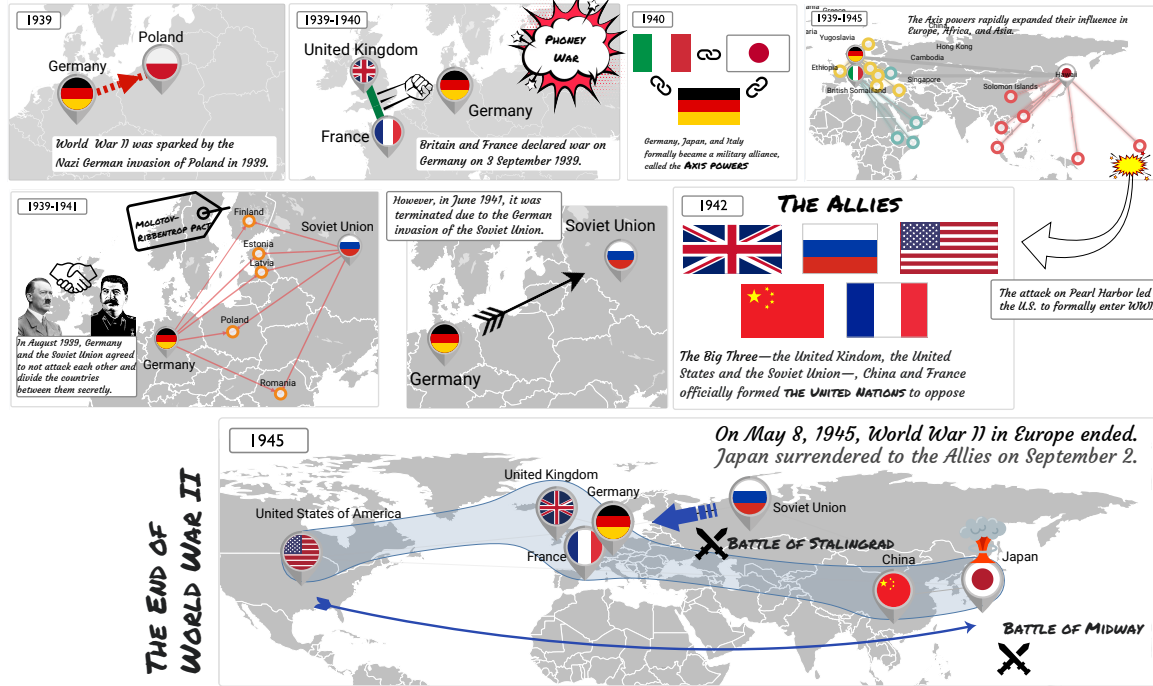 1939
Poland
Germany
World War II was sparked by the
Nazi German invasion of Poland in 1939.
1939-1940
United Kingdom
Phoney
War
Germany
France
Britain and France declared war on
Germany on 3 September 1939.
1940
Germany, Japan, and Italy
formally became a military alliance,
called the Axis powers
Greece
1939-1945
The Axis powers rapidly expanded their influence in
Europe, Africa, and Asia.
China
Yugoslavia
Hong Kong
Cambodia
Ethiopia
Hawaii
Singapore
British Somaliland
Solomon Islands
1939-1941
Molotov-
Ribbentrop Pact
Finland
Soviet Union
Estonia
Latvia
Poland
Germany
Romania
In August 1939, Germany
and the Soviet Union agreed
to not attack each other and
divide the countries
between them secretly.
However, in June 1941, it was
terminated due to the German
invasion of the Soviet Union.
Soviet Union
Germany
1942
The Allies
The attack on Pearl Harbor led
the U.S. to formally enter WWI
The Big Three—the United Kindom, the United
States and the Soviet Union—, China and France
officially formed the United Nations to oppose
The End of
World War II
1945
On May 8, 1945, World War II in Europe ended.
Japan surrendered to the Allies on September 2.
United Kingdom
Germany
United States of America
Soviet Union
Battle of Stalingrad
France
China
Japan
Battle of Midway